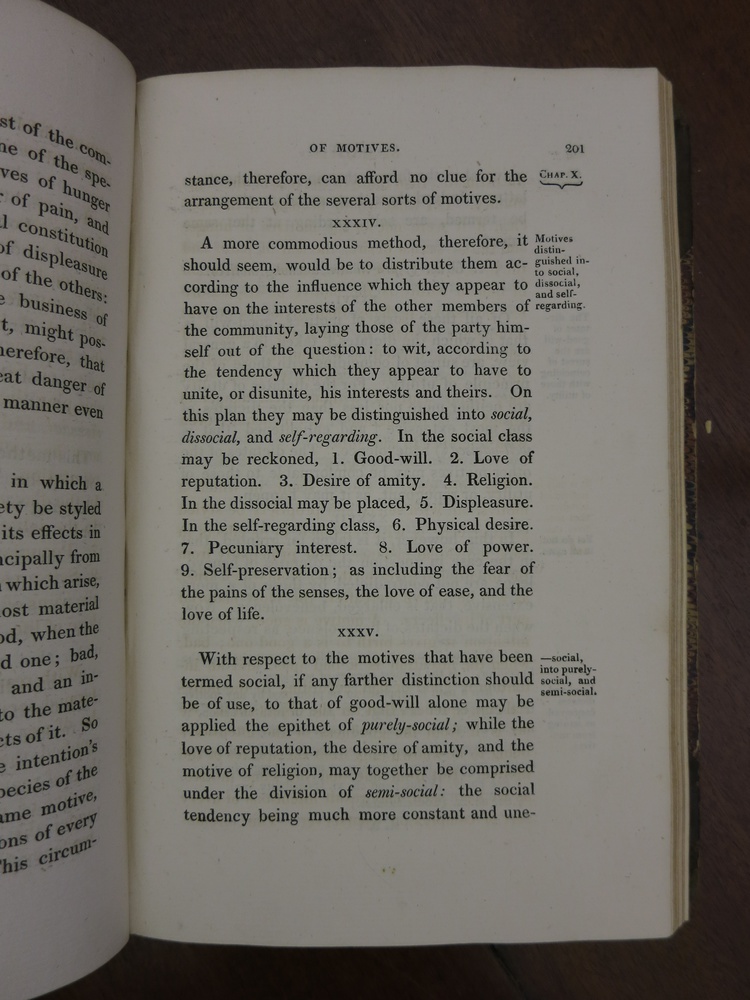 st of the com-
ne of the spe-
ves of hunger
r of pain, and
l constitution
of displeasure
of the others:
e business of
t, might pos-
herefore, that
eat danger of
manner even
in which a
ety be styled
its effects in
ncipally from
which arise,
ost material
od, when the
d one; bad,
and an in-
to the mate-
cts of it. So
e intention's
pecies of the
ame motive,
ons of every
This circum-
OF MOTIVES. 201
stance, therefore, can afford no clue for the
arrangement of the several sorts of motives.
CHAP. X.
XXXIV.
A more commodious method, therefore, it
should seem, would be to distribute them ac-
cording to the influence which they appear to
have on the interests of the other members of
the community, laying those of the party him-
self out of the question: to wit, according to
the tendency which they appear to have to
unite, or disunite, his interests and theirs. On
this plan they may be distinguished into social,
dissocial, and self-regarding. In the social class
may be reckoned, 1. Good-will. 2. Love of
reputation. 3. Desire of amity. 4. Religion.
In the dissocial may be placed, 5. Displeasure.
In the self-regarding class, 6. Physical desire.
7. Pecuniary interest. 8. Love of power.
9. Self-preservation; as including the fear of
the pains of the senses, the love of ease, and the
love of life.
Motives
distin-
guished in-
to social,
dissocial,
and self-
regarding.
XXXV.
With respect to the motives that have been
termed social, if any farther distinction should
be of use, to that of good-will alone may be
applied the epithet of purely-social; while the
love of reputation, the desire of amity, and the
motive of religion, may together be comprised
under the division of semi-social: the social
tendency being much more constant and une-
—social,
into purely-
social, and
semi-social.